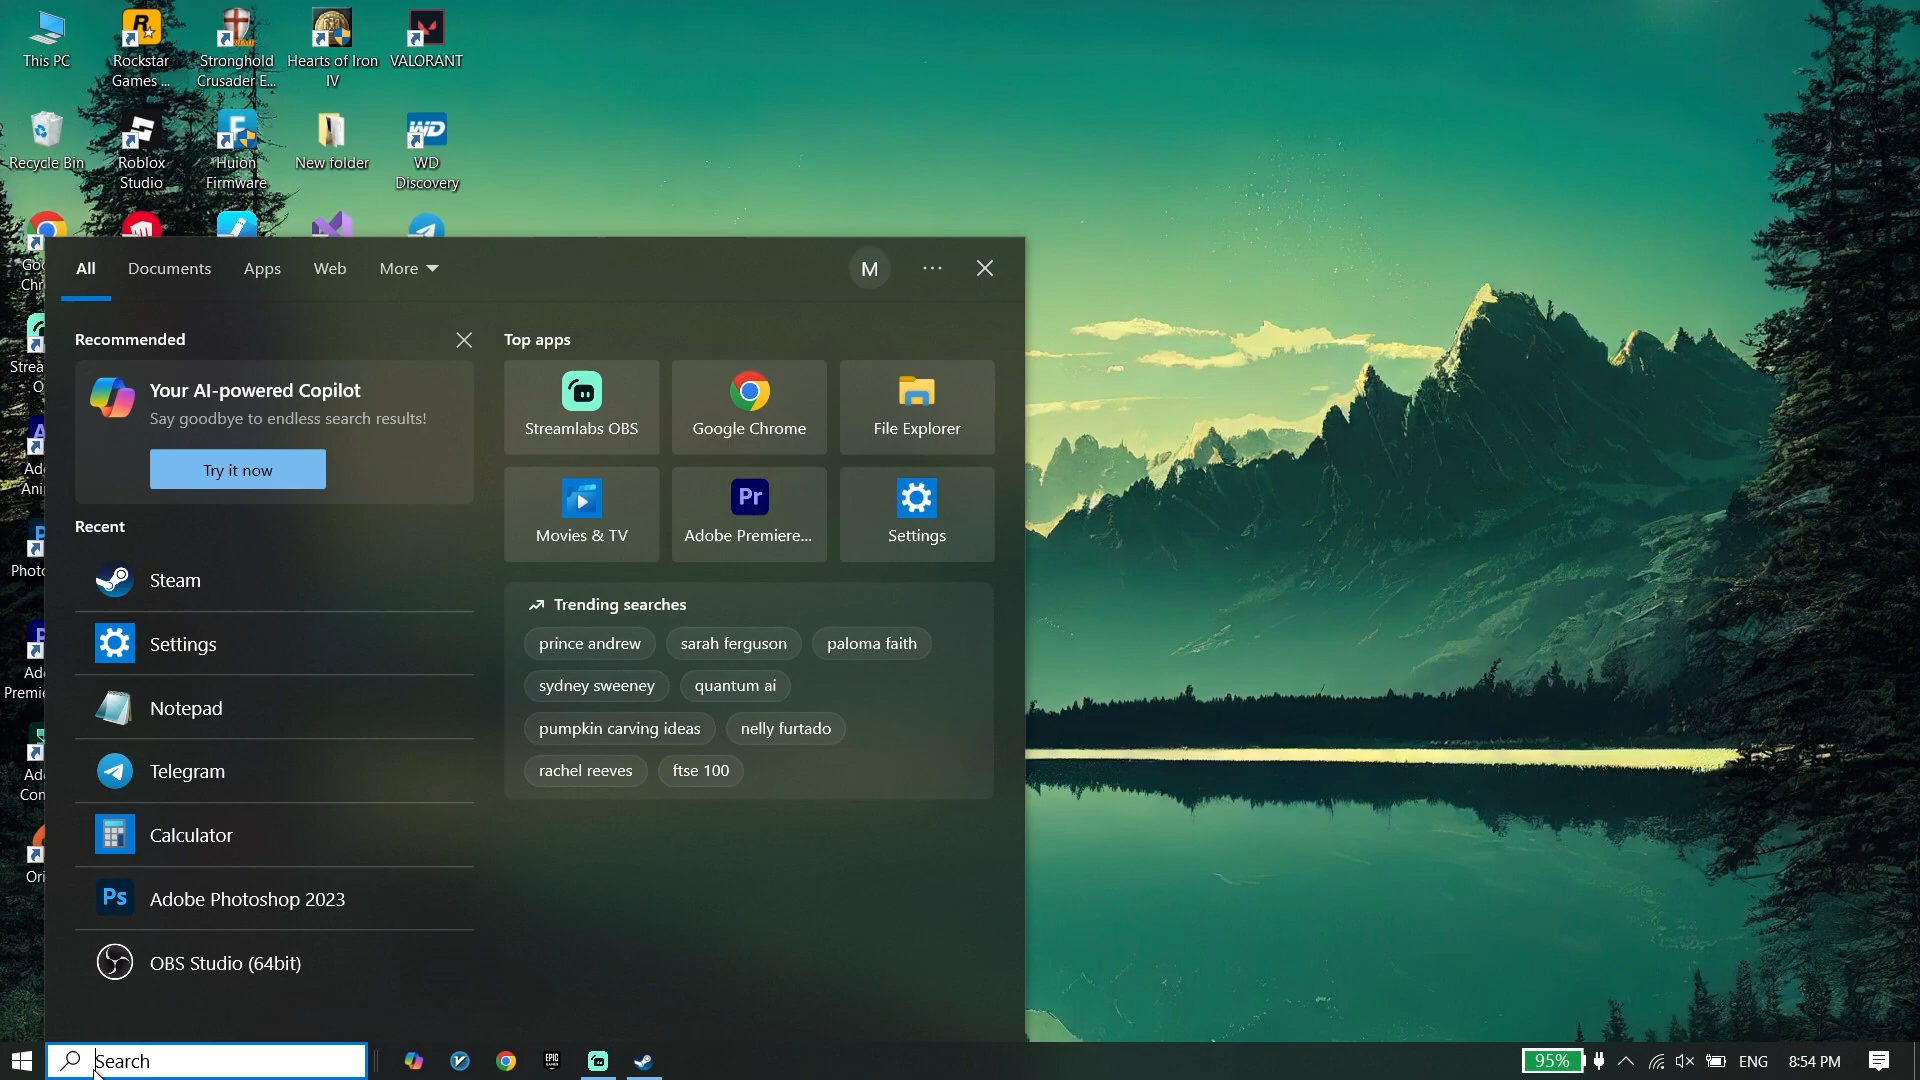 This PC
Rockstar
Games ...
Stronghold
Crusader E...
Hearts of Iron
IV
VALORANT
Recycle Bin
Roblox
Studio
Huion
Firmware
New folder
WD
Discovery
All
Documents
Apps
Web
More
M
Recommended
Your AI-powered Copilot
Say goodbye to endless search results!
Try it now
Recent
Steam
Settings
Notepad
Telegram
Calculator
Ps
Adobe Photoshop 2023
OBS Studio (64bit)
Top apps
Streamlabs OBS
Google Chrome
File Explorer
Movies & TV
Pr
Adobe Premiere...
Settings
Trending searches
prince andrew
sarah ferguson
paloma faith
sydney sweeney
quantum ai
pumpkin carving ideas
nelly furtado
rachel reeves
ftse 100
Search
EPIC
GAMES
95%
ENG
8:54 PM